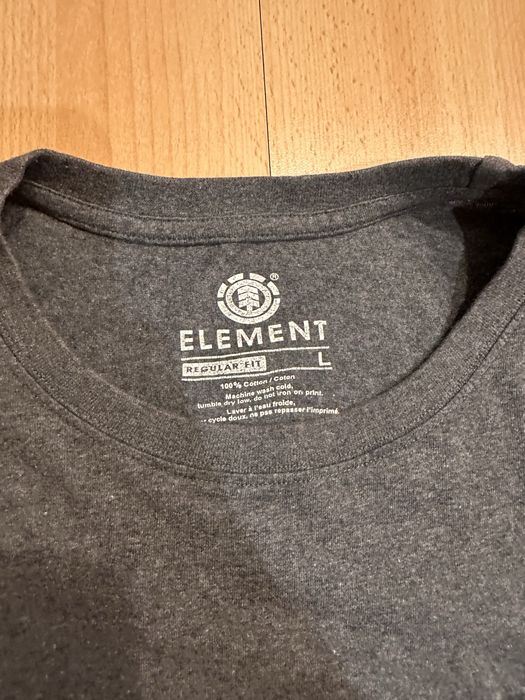 ®
ELEMENT
REGULAR FIT L
100% Cotton / Coton
Machine wash cold,
tumble dry low, do not iron on print.
Laver à l'eau froide,
cycle doux, ne pas repasser l'imprimé.